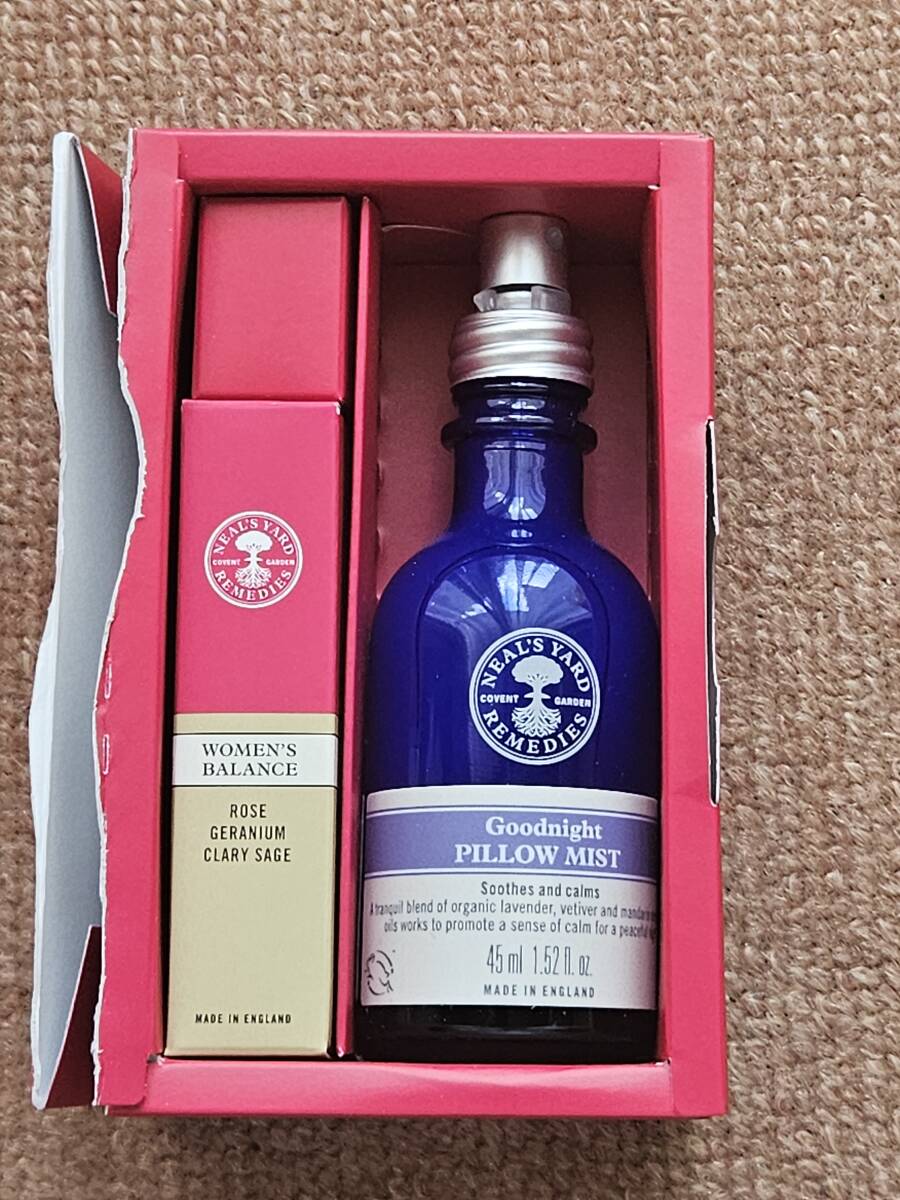 NEAL'S YARD
COVENT GARDEN
REMEDIES
WOMEN'S
BALANCE
ROSE
GERANIUM
CLARY SAGE
MADE IN ENGLAND
NEAL'S YARD
COVENT GARDEN
REMEDIES
Goodnight
PILLOW MIST
Soothes and calms
A tranquil blend of organic lavender, vetiver and
oils works to promote a sense of calm for a
45 ml 1.52 fl. oz.
MADE IN ENGLAND